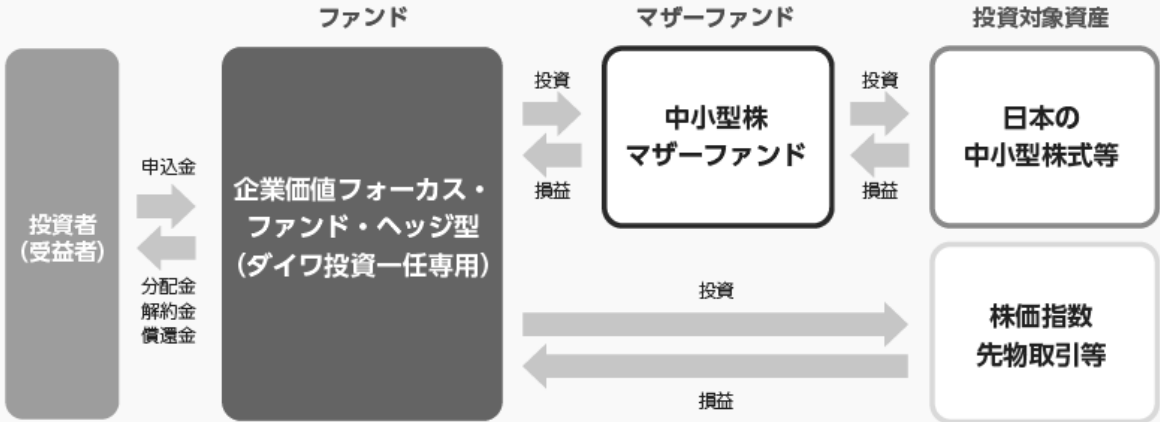 ファンド
マザーファンド
投資対象資産
投資者
（受益者）
申込金
分配金
解約金
償還金
企業価値フォーカス・
ファンド・ヘッジ型
（ダイワ投資一任専用）
投資
損益
中小型株
マザーファンド
投資
損益
日本の
中小型株式等
投資
損益
株価指数
先物取引等